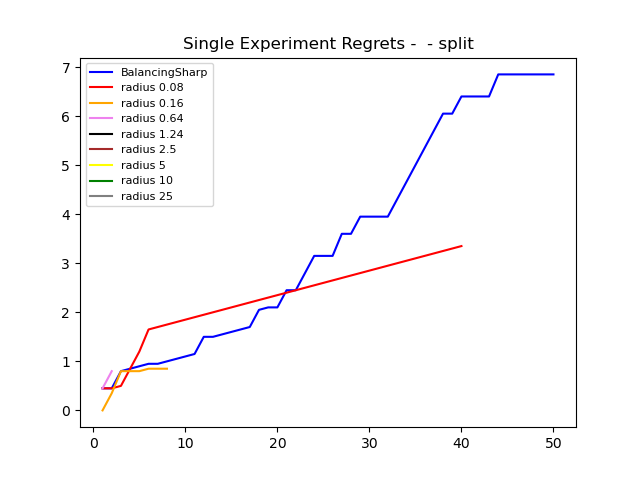 Single Experiment Regrets -  - split
7
6
5
4
3
2
1
0
BalancingSharp
radius 0.08
radius 0.16
radius 0.64
radius 1.24
radius 2.5
radius 5
radius 10
radius 25
0 10 20 30 40 50